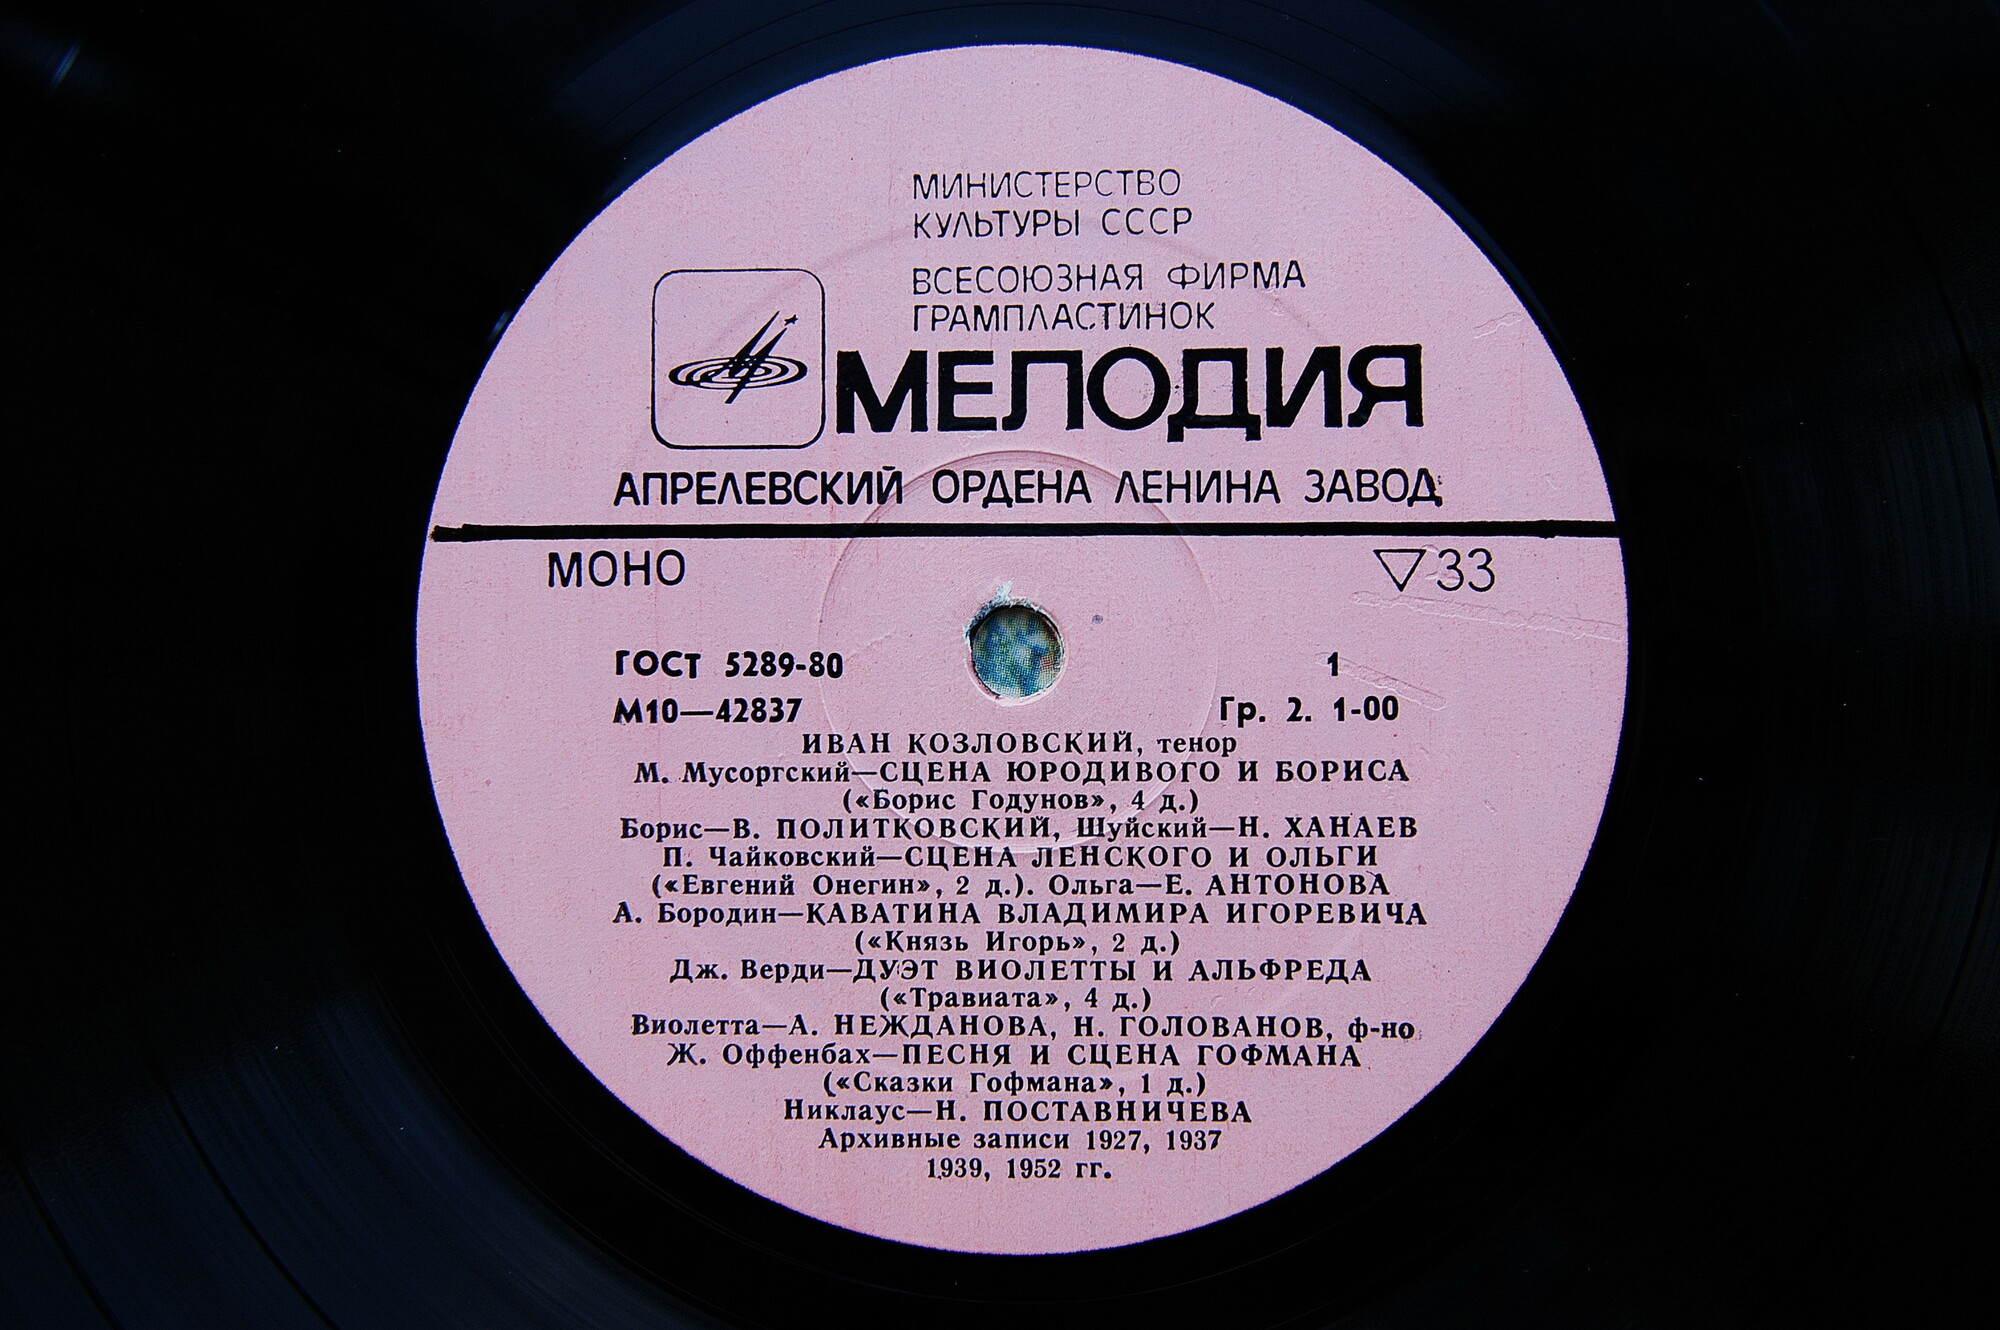 МИНИСТЕРСТВО
КУЛЬТУРЫ СССР
ВСЕСОЮЗНАЯ ФИРМА
ГРАМПЛАСТИНОК
МЕЛОДИЯ
АПРЕЛЕВСКИЙ ОРДЕНА ЛЕНИНА ЗАВОД
МОНО ▽33
ГОСТ 5289-80 1
М10—42837 Гр. 2. 1-00
ИВАН КОЗЛОВСКИЙ, тенор
М. Мусоргский—СЦЕНА ЮРОДИВОГО И БОРИСА
(«Борис Годунов», 4 д.)
Борис—В. ПОЛИТКОВСКИЙ, Шуйский—Н. ХАНАЕВ
П. Чайковский—СЦЕНА ЛЕНСКОГО И ОЛЬГИ
(«Евгений Онегин», 2 д.). Ольга—Е. АНТОНОВА
А. Бородин—КАВАТИНА ВЛАДИМИРА ИГОРЕВИЧА
(«Князь Игорь», 2 д.)
Дж. Верди—ДУЭТ ВИОЛЕТТЫ И АЛЬФРЕДА
(«Травиата», 4 д.)
Виолетта—А. НЕЖДАНОВА, Н. ГОЛОВАНОВ, ф-но
Ж. Оффенбах—ПЕСНЯ И СЦЕНА ГОФМАНА
(«Сказки Гофмана», 1 д.)
Никлаус—Н. ПОСТАВНИЧЕВА
Архивные записи 1927, 1937
1939, 1952 гг.